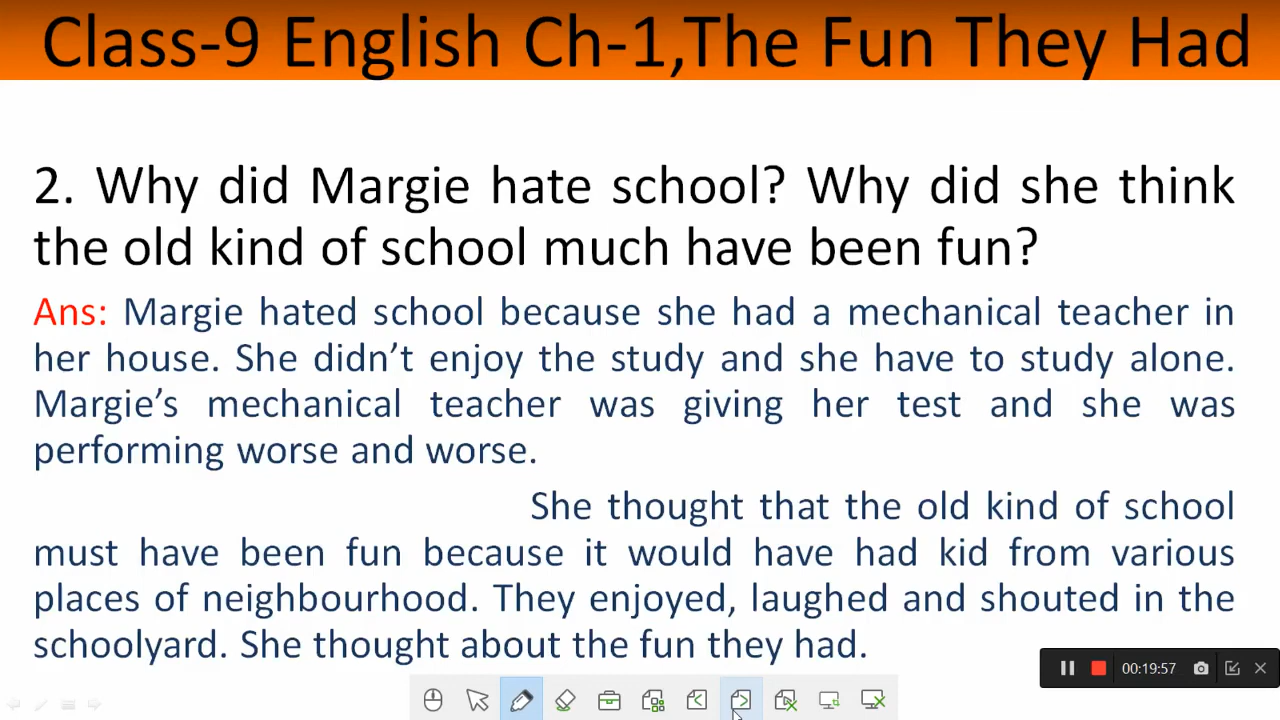 Class-9 English Ch-1,The Fun They Had
2. Why did Margie hate school? Why did she think
the old kind of school much have been fun?
Ans: Margie hated school because she had a mechanical teacher in
her house. She didn’t enjoy the study and she have to study alone.
Margie’s mechanical teacher was giving her test and she was
performing worse and worse.
She thought that the old kind of school
must have been fun because it would have had kid from various
places of neighbourhood. They enjoyed, laughed and shouted in the
schoolyard. She thought about the fun they had.
00:19:57